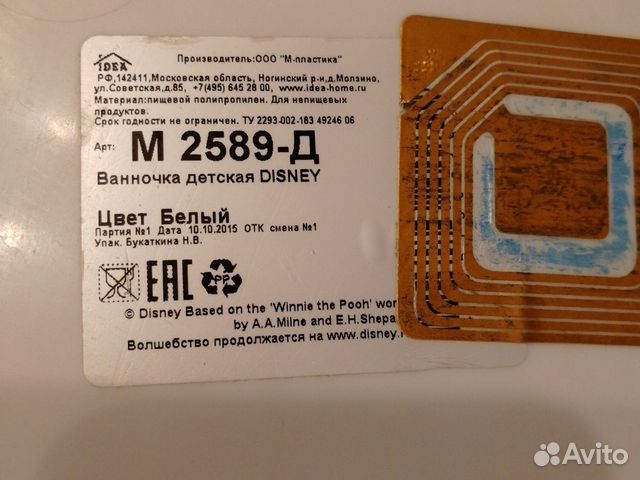 iDEA
Производитель:ООО "М-пластика"
РФ,142411,Московская область, Ногинский р-н,д.Молзино,
ул.Советская,д.85, +7(495) 645 28 00, www.idea-home.ru
Материал:пищевой полипропилен. Для непищевых
продуктов.
Срок годности не ограничен. ТУ 2293-002-183 49246 06
Арт: М 2589-Д
Ванночка детская DISNEY
Цвет Белый
Партия №1 Дата 10.10.2015 ОТК смена №1
Упак. Букаткина Н.В.
EAC PP
© Disney Based on the 'Winnie the Pooh' wor
by A.A.Milne and E.H.Shepa
Волшебство продолжается на www.disney.
Avito